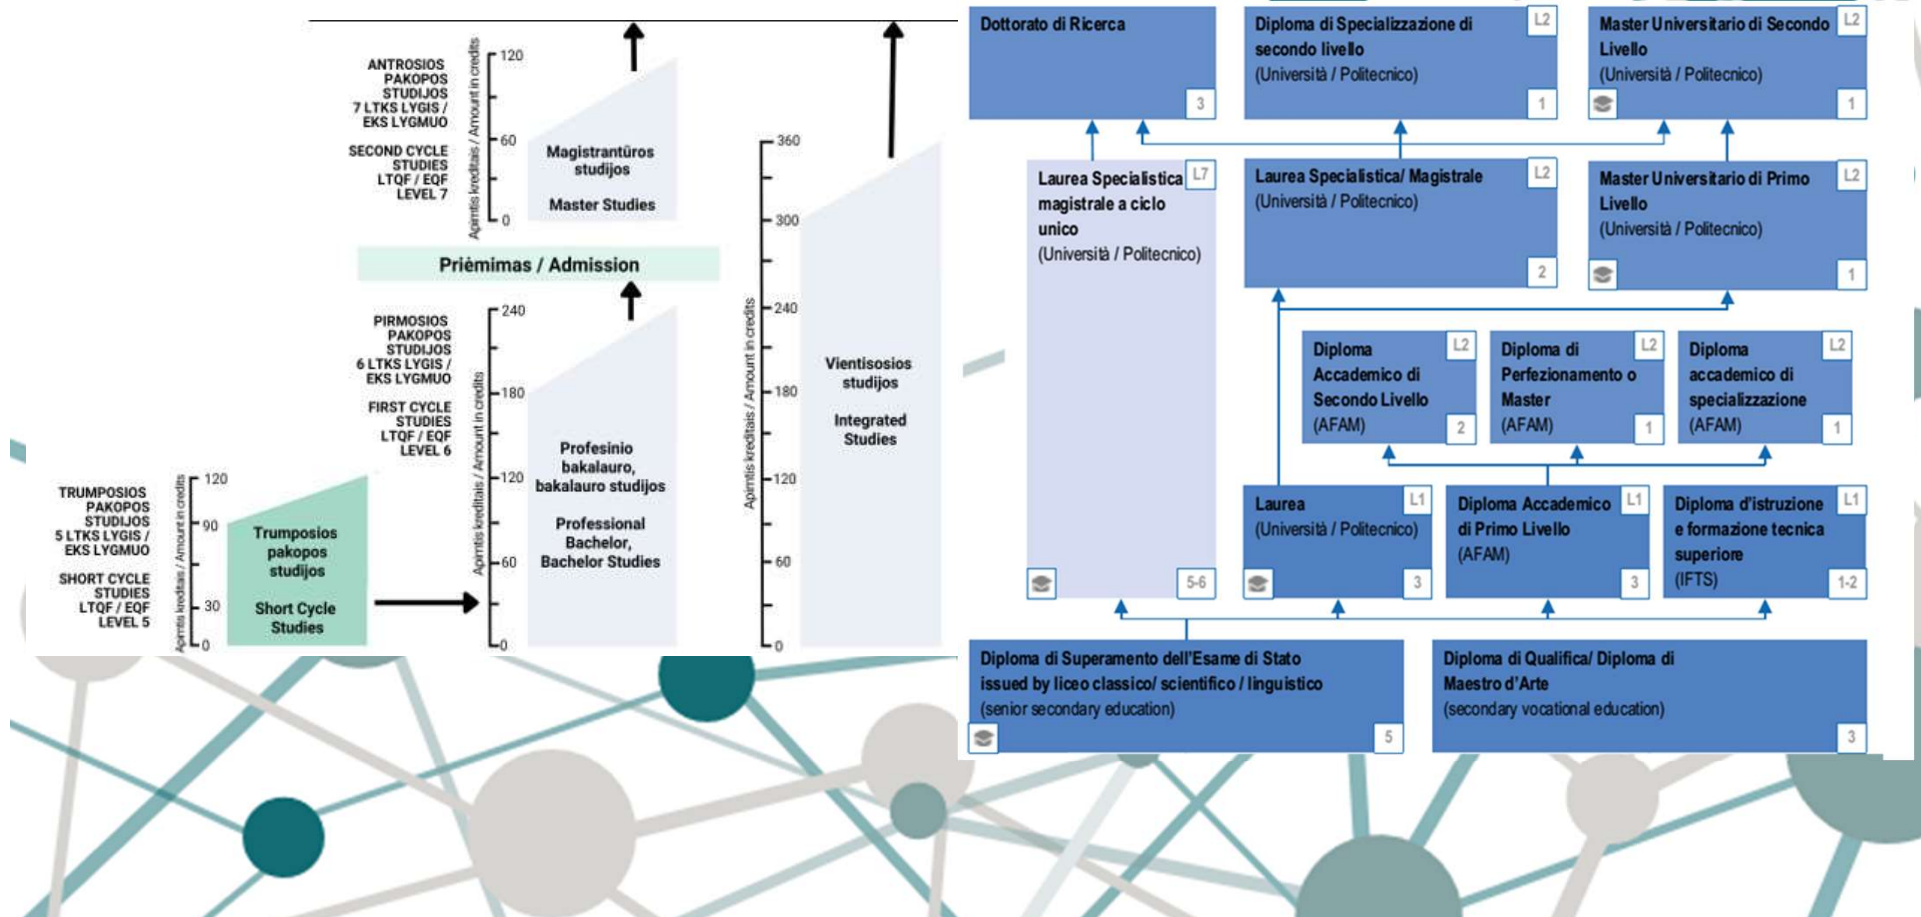 ANTROSIOS
PAKOPOS
STUDIJOS
7 LTKS LYGIS /
EKS LYGMUO
SECOND CYCLE
STUDIES
LTQF / EQF
LEVEL 7
Apimtis kreditais / Amount in credits
120
60
0
Magistrantūros
studijos
Master Studies
Priėmimas / Admission
PIRMOSIOS
PAKOPOS
STUDIJOS
6 LTKS LYGIS /
EKS LYGMUO
FIRST CYCLE
STUDIES
LTQF / EQF
LEVEL 6
Apimtis kreditais / Amount in credits
240
180
120
60
0
Profesinio
bakalauro,
bakalauro studijos
Professional
Bachelor,
Bachelor Studies
TRUMPOSIOS
PAKOPOS
STUDIJOS
5 LTKS LYGIS /
EKS LYGMUO
SHORT CYCLE
STUDIES
LTQF / EQF
LEVEL 5
Apimtis kreditais / Amount in credits
120
90
30
0
Trumposios
pakopos
studijos
Short Cycle
Studies
Apimtis kreditais / Amount in credits
360
300
240
180
120
60
0
Vientisosios
studijos
Integrated
Studies
Dottorato di Ricerca
3
Diploma di Specializzazione di
secondo livello
(Università / Politecnico)
L2
1
Master Universitario di Secondo
Livello
(Università / Politecnico)
L2
1
Laurea Specialistica
magistrale a ciclo
unico
(Università / Politecnico)
L7
5-6
Laurea Specialistica/ Magistrale
(Università / Politecnico)
L2
2
Master Universitario di Primo
Livello
(Università / Politecnico)
L2
1
Diploma
Accademico di
Secondo Livello
(AFAM)
L2
2
Diploma di
Perfezionamento o
Master
(AFAM)
L2
1
Diploma
accademico di
specializzazione
(AFAM)
L2
1
Laurea
(Università / Politecnico)
L1
3
Diploma Accademico
di Primo Livello
(AFAM)
L1
3
Diploma d'istruzione
e formazione tecnica
superiore
(IFTS)
L1
1-2
Diploma di Superamento dell'Esame di Stato
issued by liceo classico/ scientifico / linguistico
(senior secondary education)
5
Diploma di Qualifica/ Diploma di
Maestro d'Arte
(secondary vocational education)
3